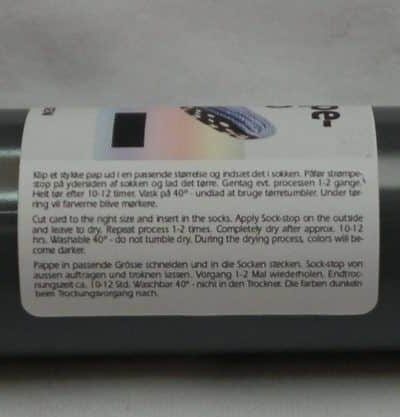 pe-
Klip et stykke pap ud i en passende størrelse og indsæt det i sokken. Påfør strømpe-
stop på ydersiden af sokken og lad det tørre. Gentag evt. processen 1-2 gange.
Helt tør efter 10-12 timer. Vask på 40° - undlad at bruge tørretumbler. Under tør-
ring vil farverne blive mørkere.
Cut card to the right size and insert in the socks. Apply Sock-stop on the outside
and leave to dry. Repeat process 1-2 times. Completely dry after approx. 10-12
hrs. Washable 40° - do not tumble dry. During the drying process, colors will be-
come darker.
Pappe in passende Grösse schneiden und in die Socken stecken. Sock-stop von
aussen auftragen und troknen lassen. Vorgang 1-2 Mal wiederholen. Endtroc-
nungszeit ca. 10-12 Std. Waschbar 40° - nicht in den Trockner. Die farben dunkeln
beim Trockungsvorgang nach.